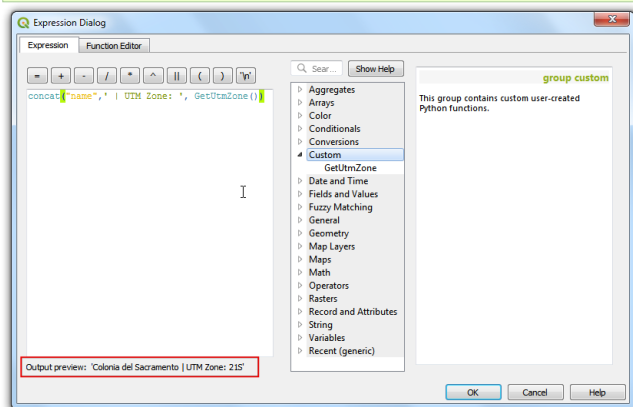 Expression Dialog
Expression Function Editor
= + - / * ^ || ( ) '\n'
Sear... Show Help
concat("name",' | UTM Zone: ', GetUtmZone())
Aggregates
Arrays
Color
Conditionals
Conversions
Custom
GetUtmZone
Date and Time
Fields and Values
Fuzzy Matching
General
Geometry
Map Layers
Maps
Math
Operators
Rasters
Record and Attributes
String
Variables
Recent (generic)
group custom
This group contains custom user-created
Python functions.
Output preview: 'Colonia del Sacramento | UTM Zone: 21S'
OK Cancel Help